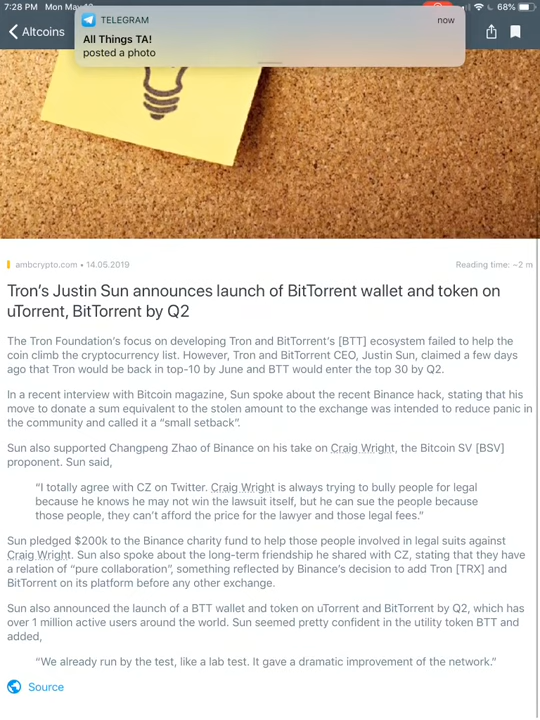 7:28 PM Mon May
68%
TELEGRAM
now
All Things TA!
posted a photo
Altcoins
ambcrypto.com • 14.05.2019
Reading time: ~2 m
Tron's Justin Sun announces launch of BitTorrent wallet and token on
uTorrent, BitTorrent by Q2
The Tron Foundation's focus on developing Tron and BitTorrent's [BTT] ecosystem failed to help the
coin climb the cryptocurrency list. However, Tron and BitTorrent CEO, Justin Sun, claimed a few days
ago that Tron would be back in top-10 by June and BTT would enter the top 30 by Q2.
In a recent interview with Bitcoin magazine, Sun spoke about the recent Binance hack, stating that his
move to donate a sum equivalent to the stolen amount to the exchange was intended to reduce panic in
the community and called it a "small setback".
Sun also supported Changpeng Zhao of Binance on his take on Craig Wright, the Bitcoin SV [BSV]
proponent. Sun said,
"I totally agree with CZ on Twitter. Craig Wright is always trying to bully people for legal
because he knows he may not win the lawsuit itself, but he can sue the people because
those people, they can't afford the price for the lawyer and those legal fees."
Sun pledged $200k to the Binance charity fund to help those people involved in legal suits against
Craig Wright. Sun also spoke about the long-term friendship he shared with CZ, stating that they have
a relation of "pure collaboration", something reflected by Binance's decision to add Tron [TRX] and
BitTorrent on its platform before any other exchange.
Sun also announced the launch of a BTT wallet and token on uTorrent and BitTorrent by Q2, which has
over 1 million active users around the world. Sun seemed pretty confident in the utility token BTT and
added,
"We already run by the test, like a lab test. It gave a dramatic improvement of the network."
Source